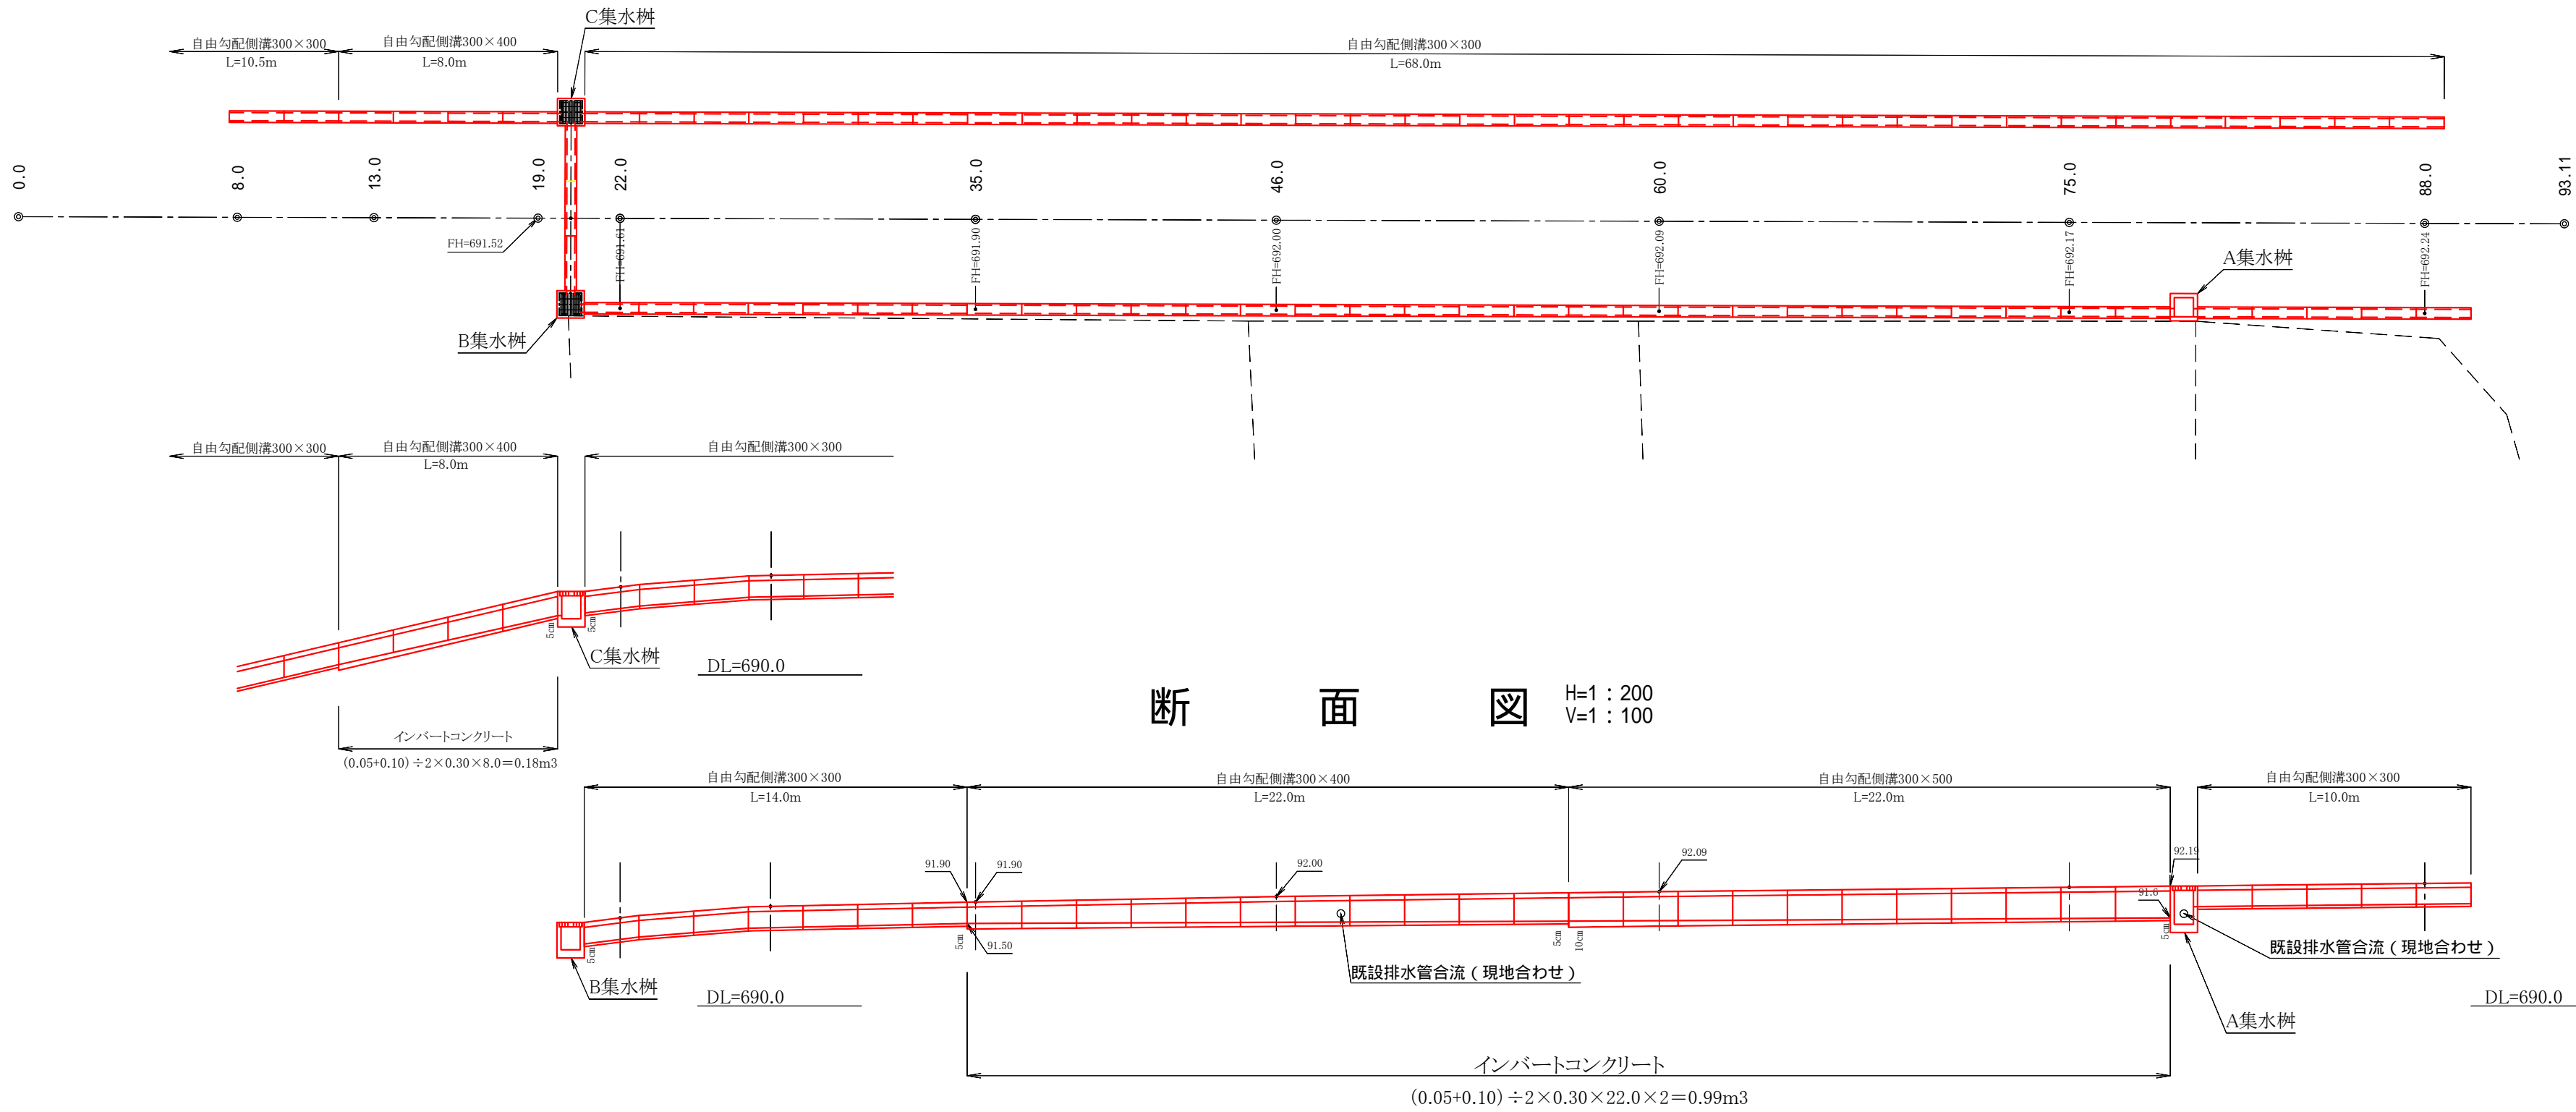 C集水桝
自由勾配側溝300×300
L=10.5m
自由勾配側溝300×400
L=8.0m
自由勾配側溝300×300
L=68.0m
0.0
8.0
13.0
19.0
22.0
35.0
46.0
60.0
75.0
88.0
93.11
FH=691.52
FH=691.61
FH=691.90
FH=692.00
FH=692.09
FH=692.17
FH=692.24
A集水桝
B集水桝
自由勾配側溝300×300
自由勾配側溝300×400
L=8.0m
自由勾配側溝300×300
5cm
5cm
C集水桝
DL=690.0
断面図
H=1：200
V=1：100
インバートコンクリート
(0.05+0.10)÷2×0.30×8.0=0.18m3
自由勾配側溝300×300
L=14.0m
自由勾配側溝300×400
L=22.0m
自由勾配側溝300×500
L=22.0m
自由勾配側溝300×300
L=10.0m
91.90
91.90
92.00
92.09
92.19
91.6
5cm
5cm
91.50
5cm
10cm
5cm
既設排水管合流（現地合わせ）
既設排水管合流（現地合わせ）
B集水桝
DL=690.0
DL=690.0
A集水桝
インバートコンクリート
(0.05+0.10)÷2×0.30×22.0×2=0.99m3